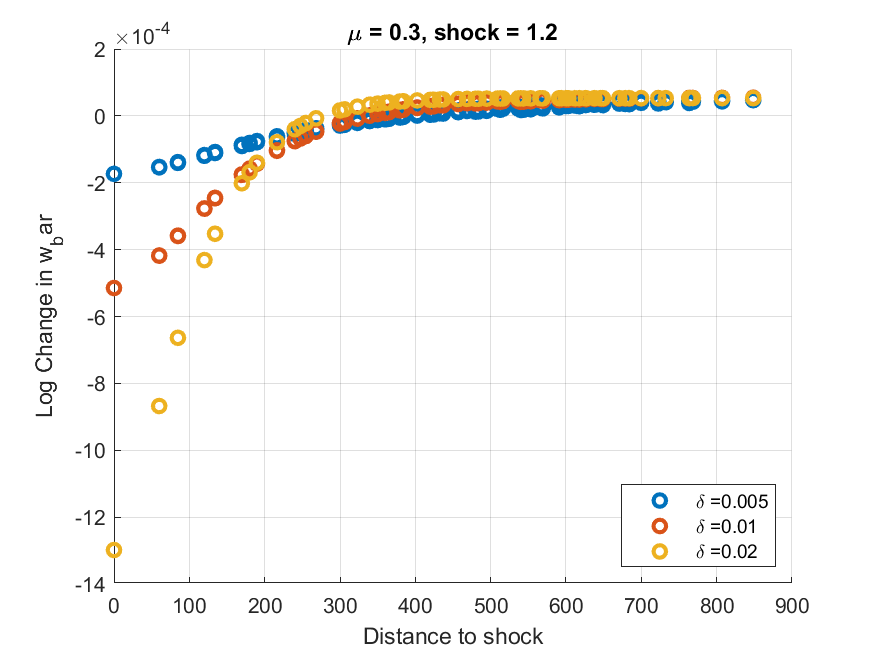 μ = 0.3, shock = 1.2
×10⁻⁴
2
0
-2
-4
-6
-8
-10
-12
-14
Log Change in w_bar
0 100 200 300 400 500 600 700 800 900
Distance to shock
δ =0.005
δ =0.01
δ =0.02